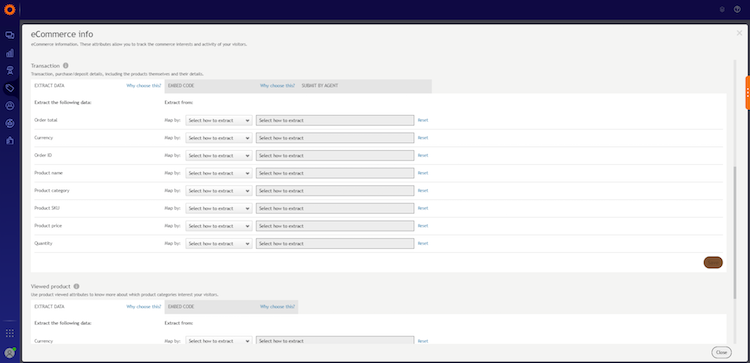 eCommerce info
eCommerce information. These attributes allow you to track the commerce interests and activity of your visitors.
Transaction
Transaction, purchase/deposit details, including the products themselves and their details.
EXTRACT DATA Why choose this? EMBED CODE Why choose this? SUBMIT BY AGENT
Extract the following data: Extract from:
Order total Map by: Select how to extract Select how to extract Reset
Currency Map by: Select how to extract Select how to extract Reset
Order ID Map by: Select how to extract Select how to extract Reset
Product name Map by: Select how to extract Select how to extract Reset
Product category Map by: Select how to extract Select how to extract Reset
Product SKU Map by: Select how to extract Select how to extract Reset
Product price Map by: Select how to extract Select how to extract Reset
Quantity Map by: Select how to extract Select how to extract Reset
Viewed product
Use product viewed attributes to know more about which product categories interest your visitors.
EXTRACT DATA Why choose this? EMBED CODE Why choose this?
Extract the following data: Extract from:
Currency Map by: Select how to extract Select how to extract Reset
Close